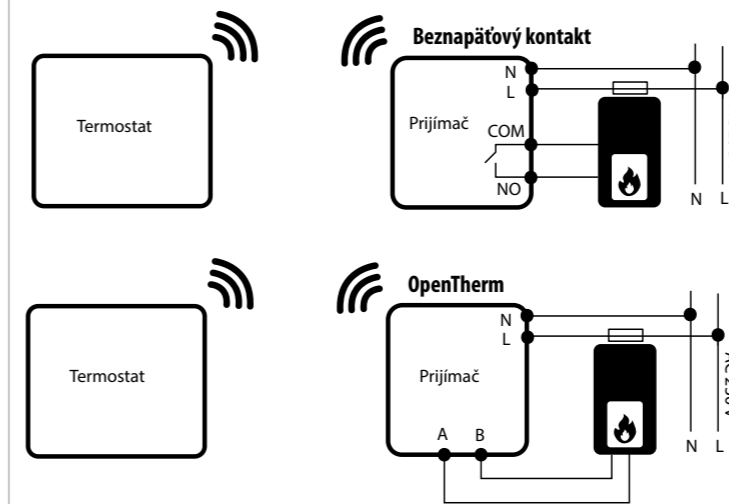 Beznapäťový kontakt
Termostat
Prijímač
N
L
COM
NO
N L
OpenTherm
Termostat
Prijímač
N
L
A B
N L